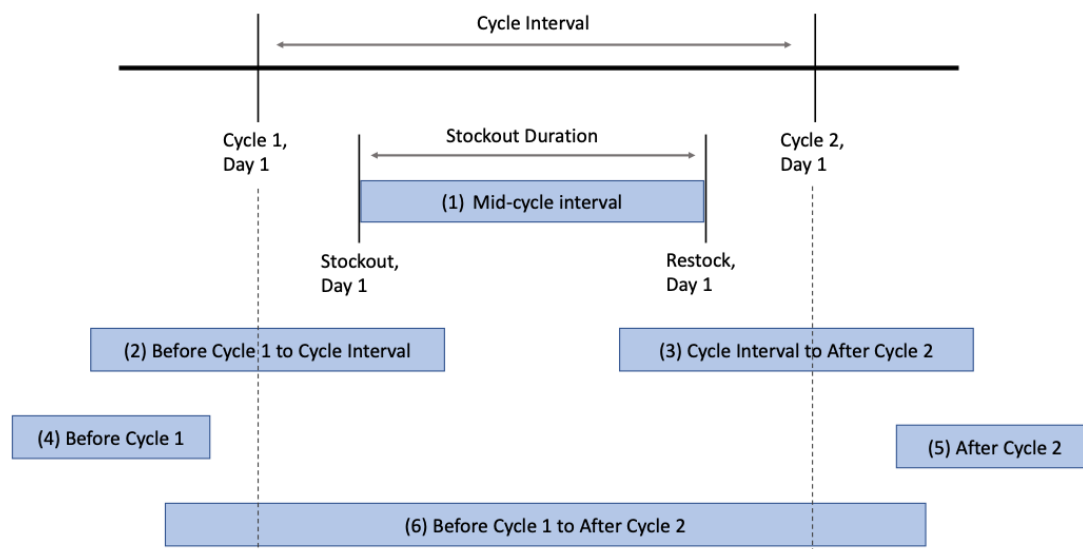 Cycle Interval
Cycle 1,
Day 1
Stockout Duration
Cycle 2,
Day 1
(1) Mid-cycle interval
Stockout,
Day 1
Restock,
Day 1
(2) Before Cycle 1 to Cycle Interval
(3) Cycle Interval to After Cycle 2
(4) Before Cycle 1
(5) After Cycle 2
(6) Before Cycle 1 to After Cycle 2